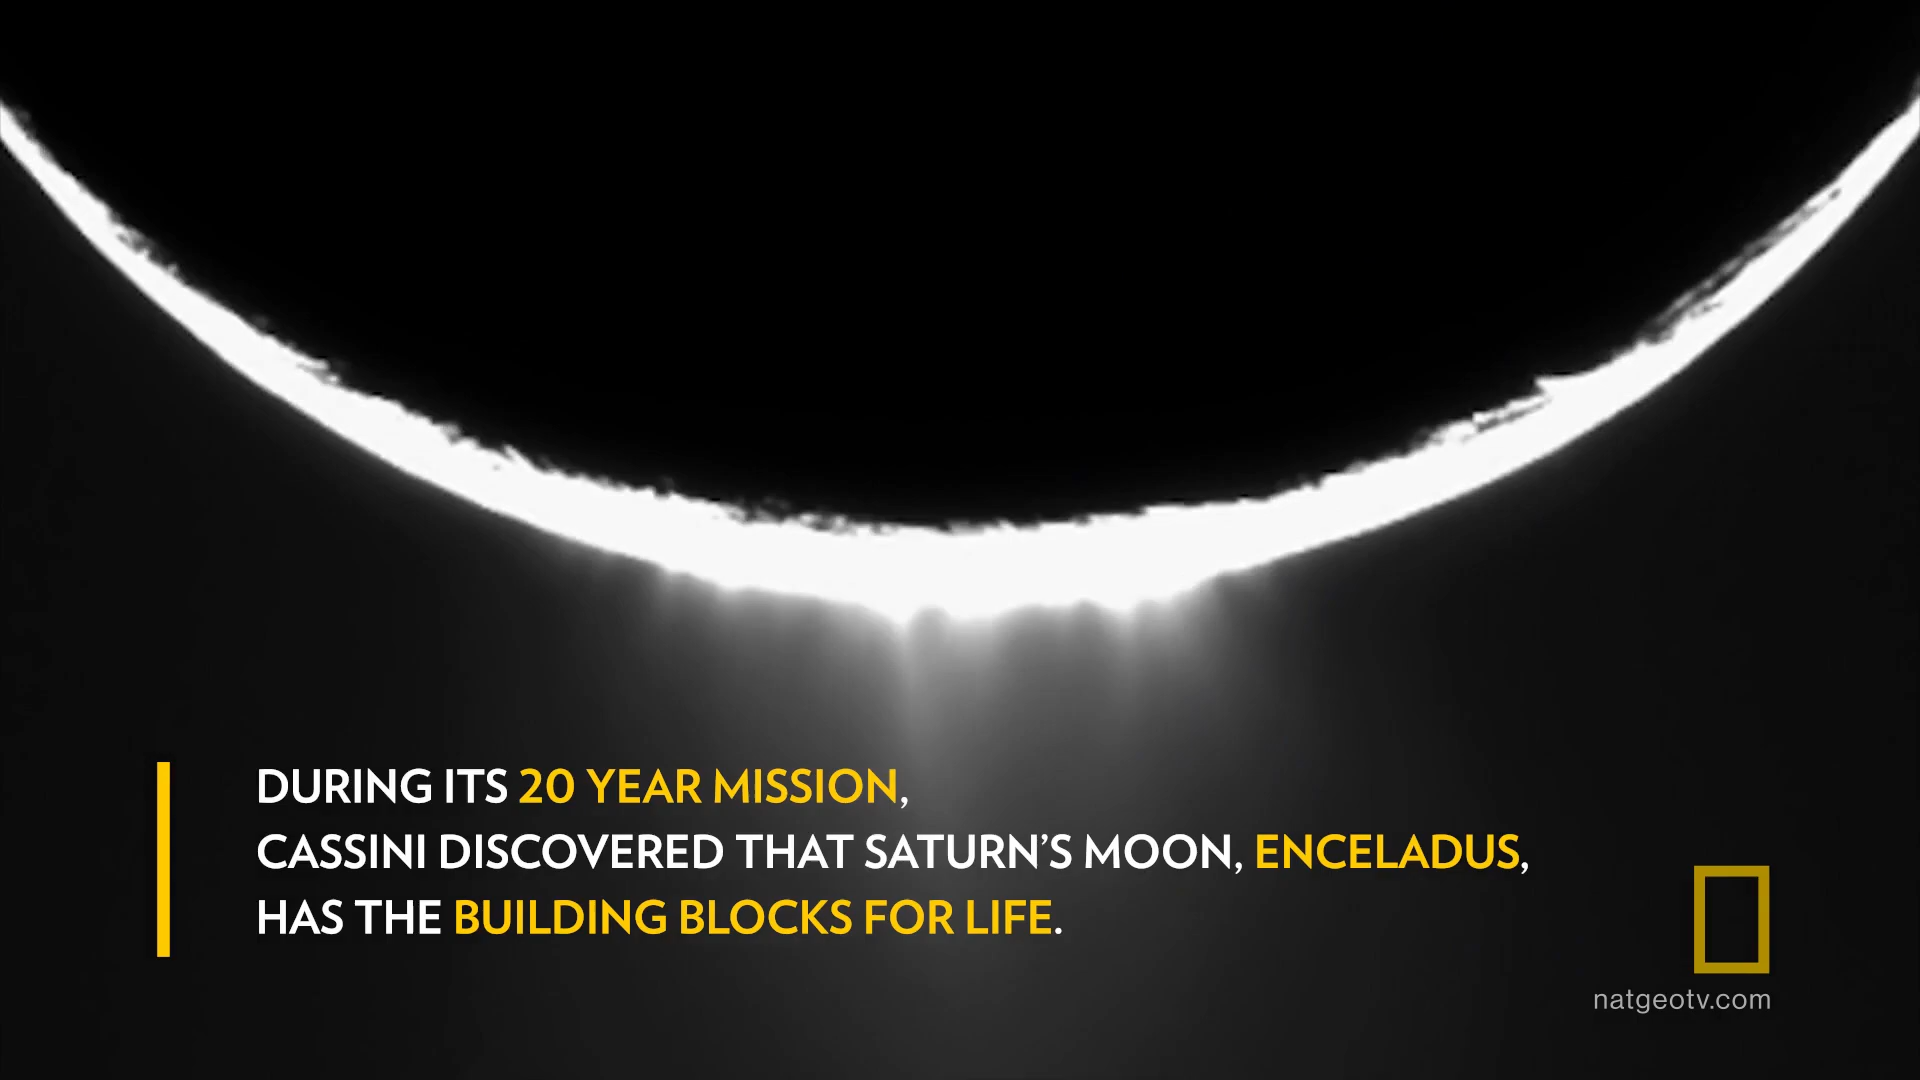 DURING ITS 20 YEAR MISSION,
CASSINI DISCOVERED THAT SATURN’S MOON, ENCELADUS,
HAS THE BUILDING BLOCKS FOR LIFE.
natgeotv.com